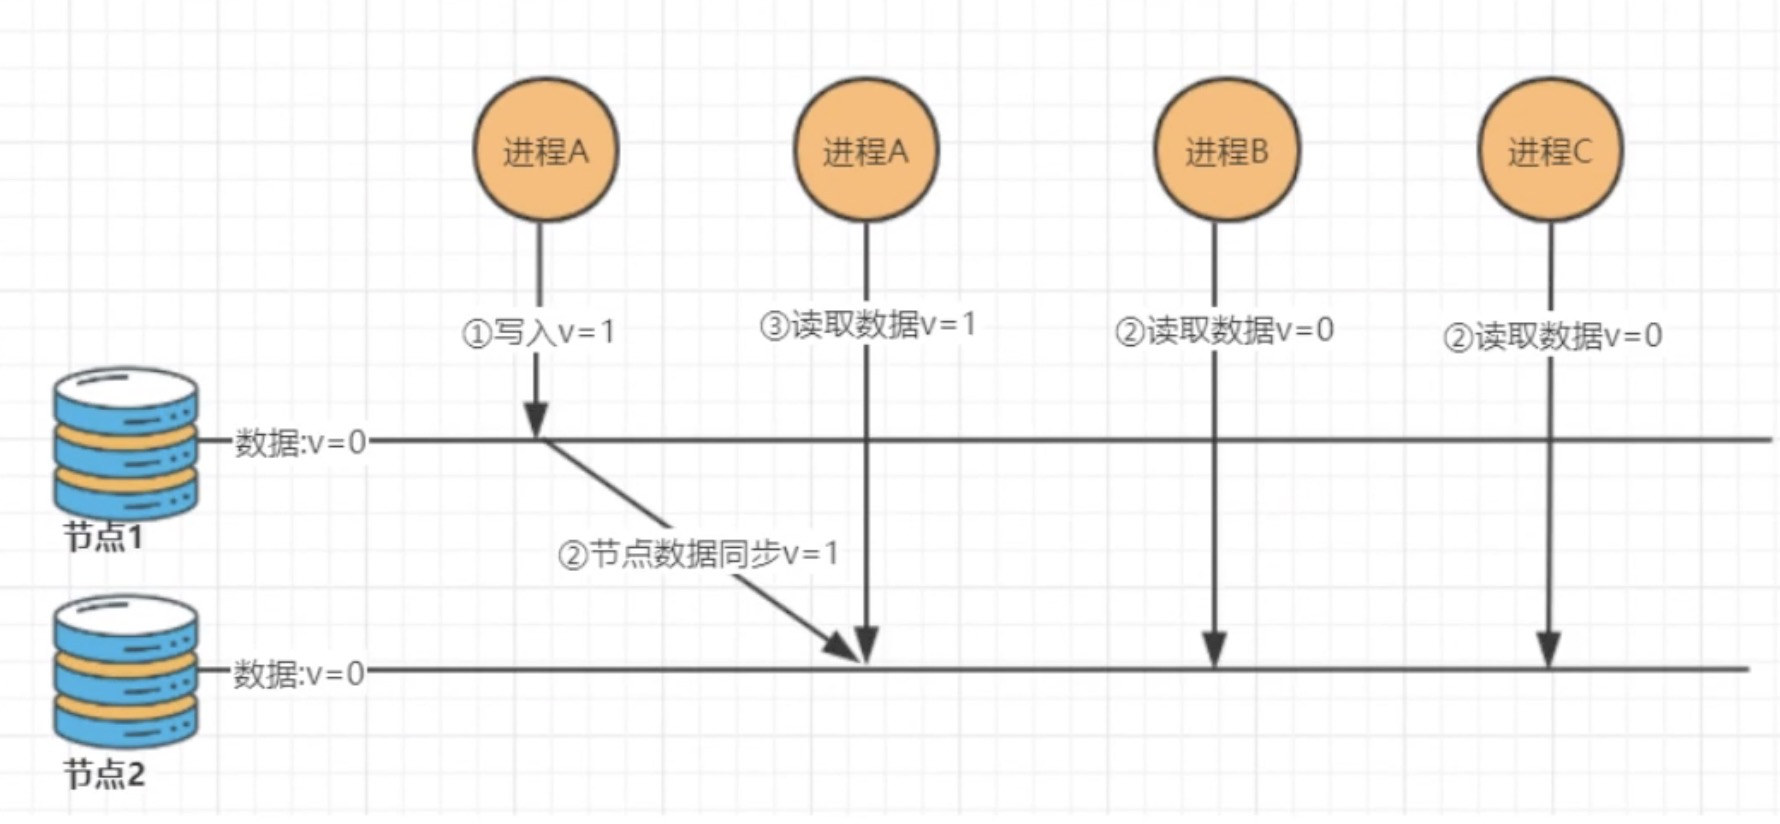 进程A
进程A
进程B
进程C
①写入v=1
③读取数据v=1
②读取数据v=0
②读取数据v=0
数据:v=0
节点1
②节点数据同步v=1
数据:v=0
节点2